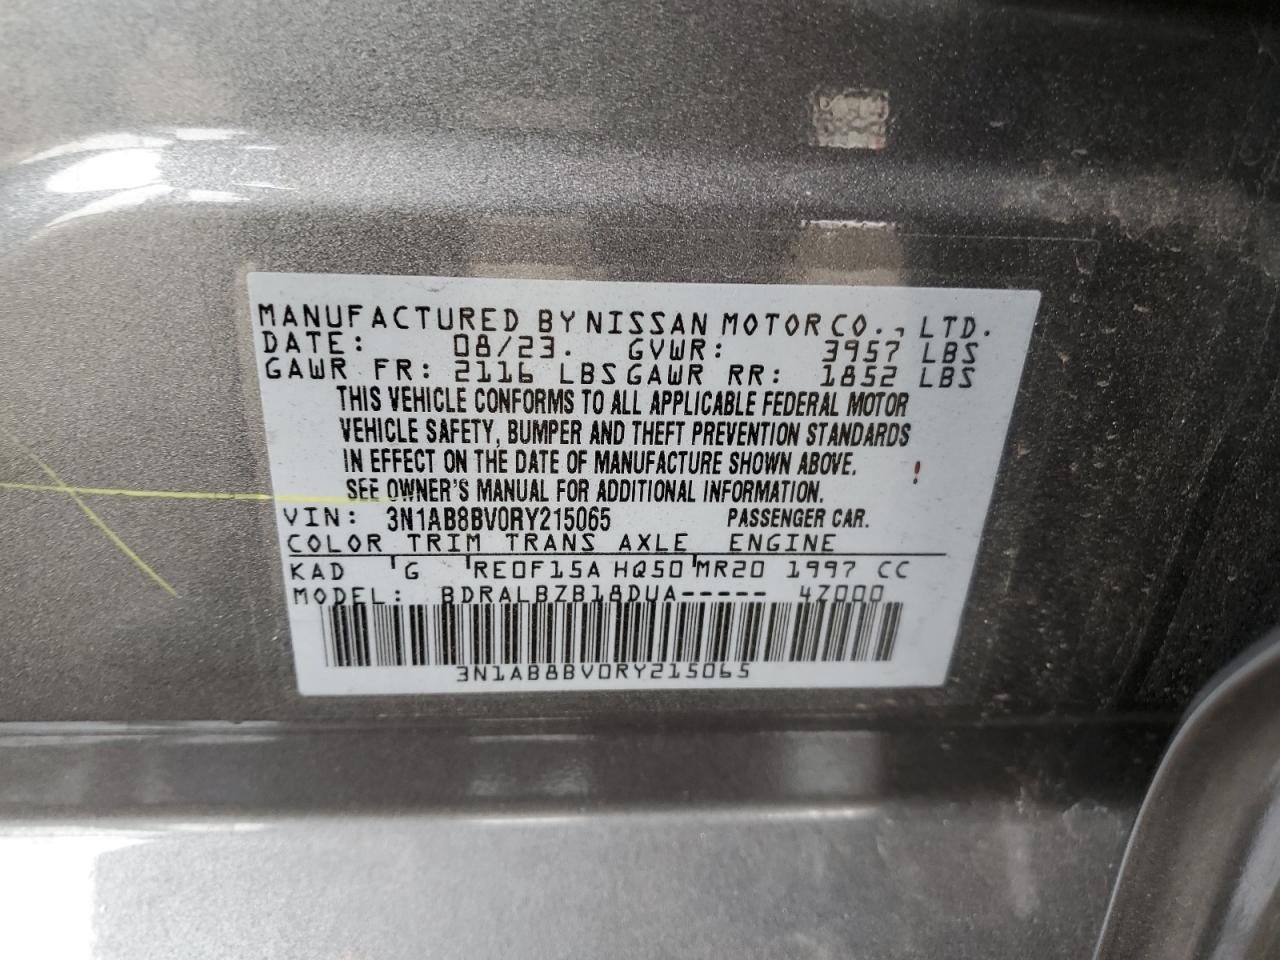 MANUFACTURED BY NISSAN MOTOR CO., LTD.
DATE: 08/23. GVWR: 3957 LBS
GAWR FR: 2116 LBS GAWR RR: 1852 LBS
THIS VEHICLE CONFORMS TO ALL APPLICABLE FEDERAL MOTOR
VEHICLE SAFETY, BUMPER AND THEFT PREVENTION STANDARDS
IN EFFECT ON THE DATE OF MANUFACTURE SHOWN ABOVE.
SEE OWNER'S MANUAL FOR ADDITIONAL INFORMATION.
VIN: 3N1AB8BV0RY215065 PASSENGER CAR.
COLOR TRIM TRANS AXLE ENGINE
KAD 'G 'RE0F15A HQ50'MR20 1997 CC
MODEL: BDRALBZB18DUA----- 4Z000
3N1AB8BV0RY215065